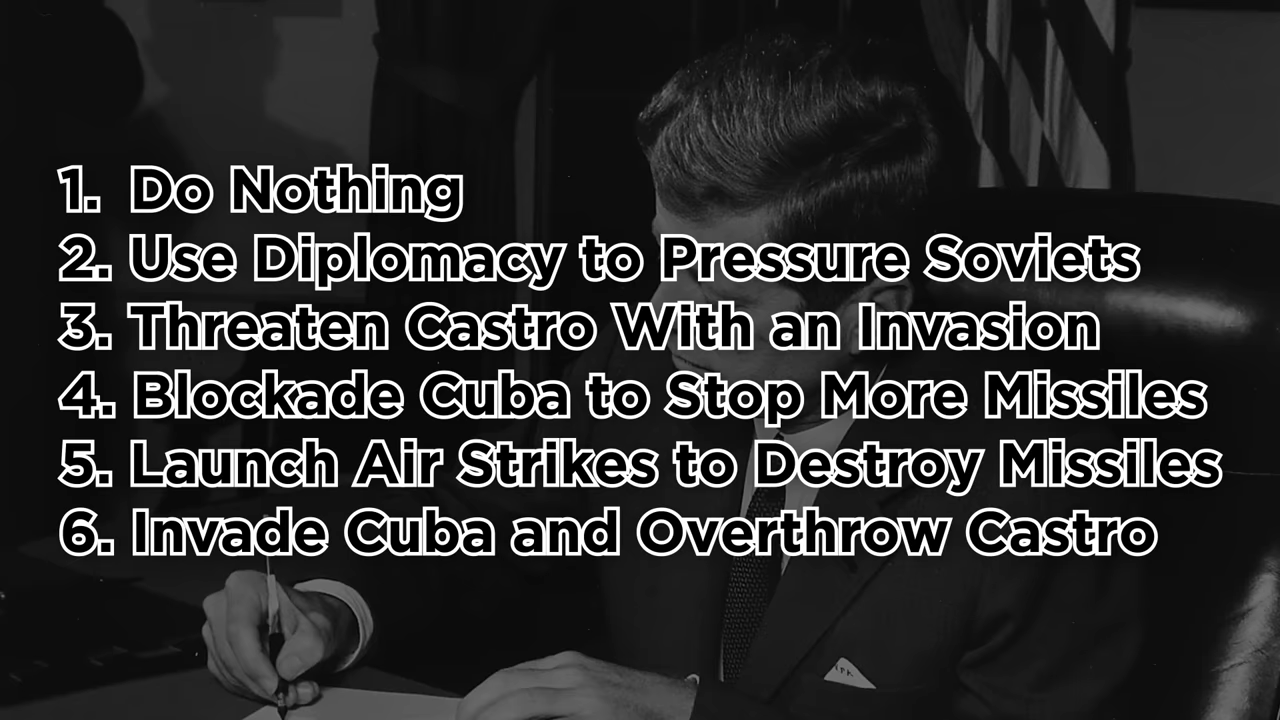 1. Do Nothing
2. Use Diplomacy to Pressure Soviets
3. Threaten Castro With an Invasion
4. Blockade Cuba to Stop More Missiles
5. Launch Air Strikes to Destroy Missiles
6. Invade Cuba and Overthrow Castro